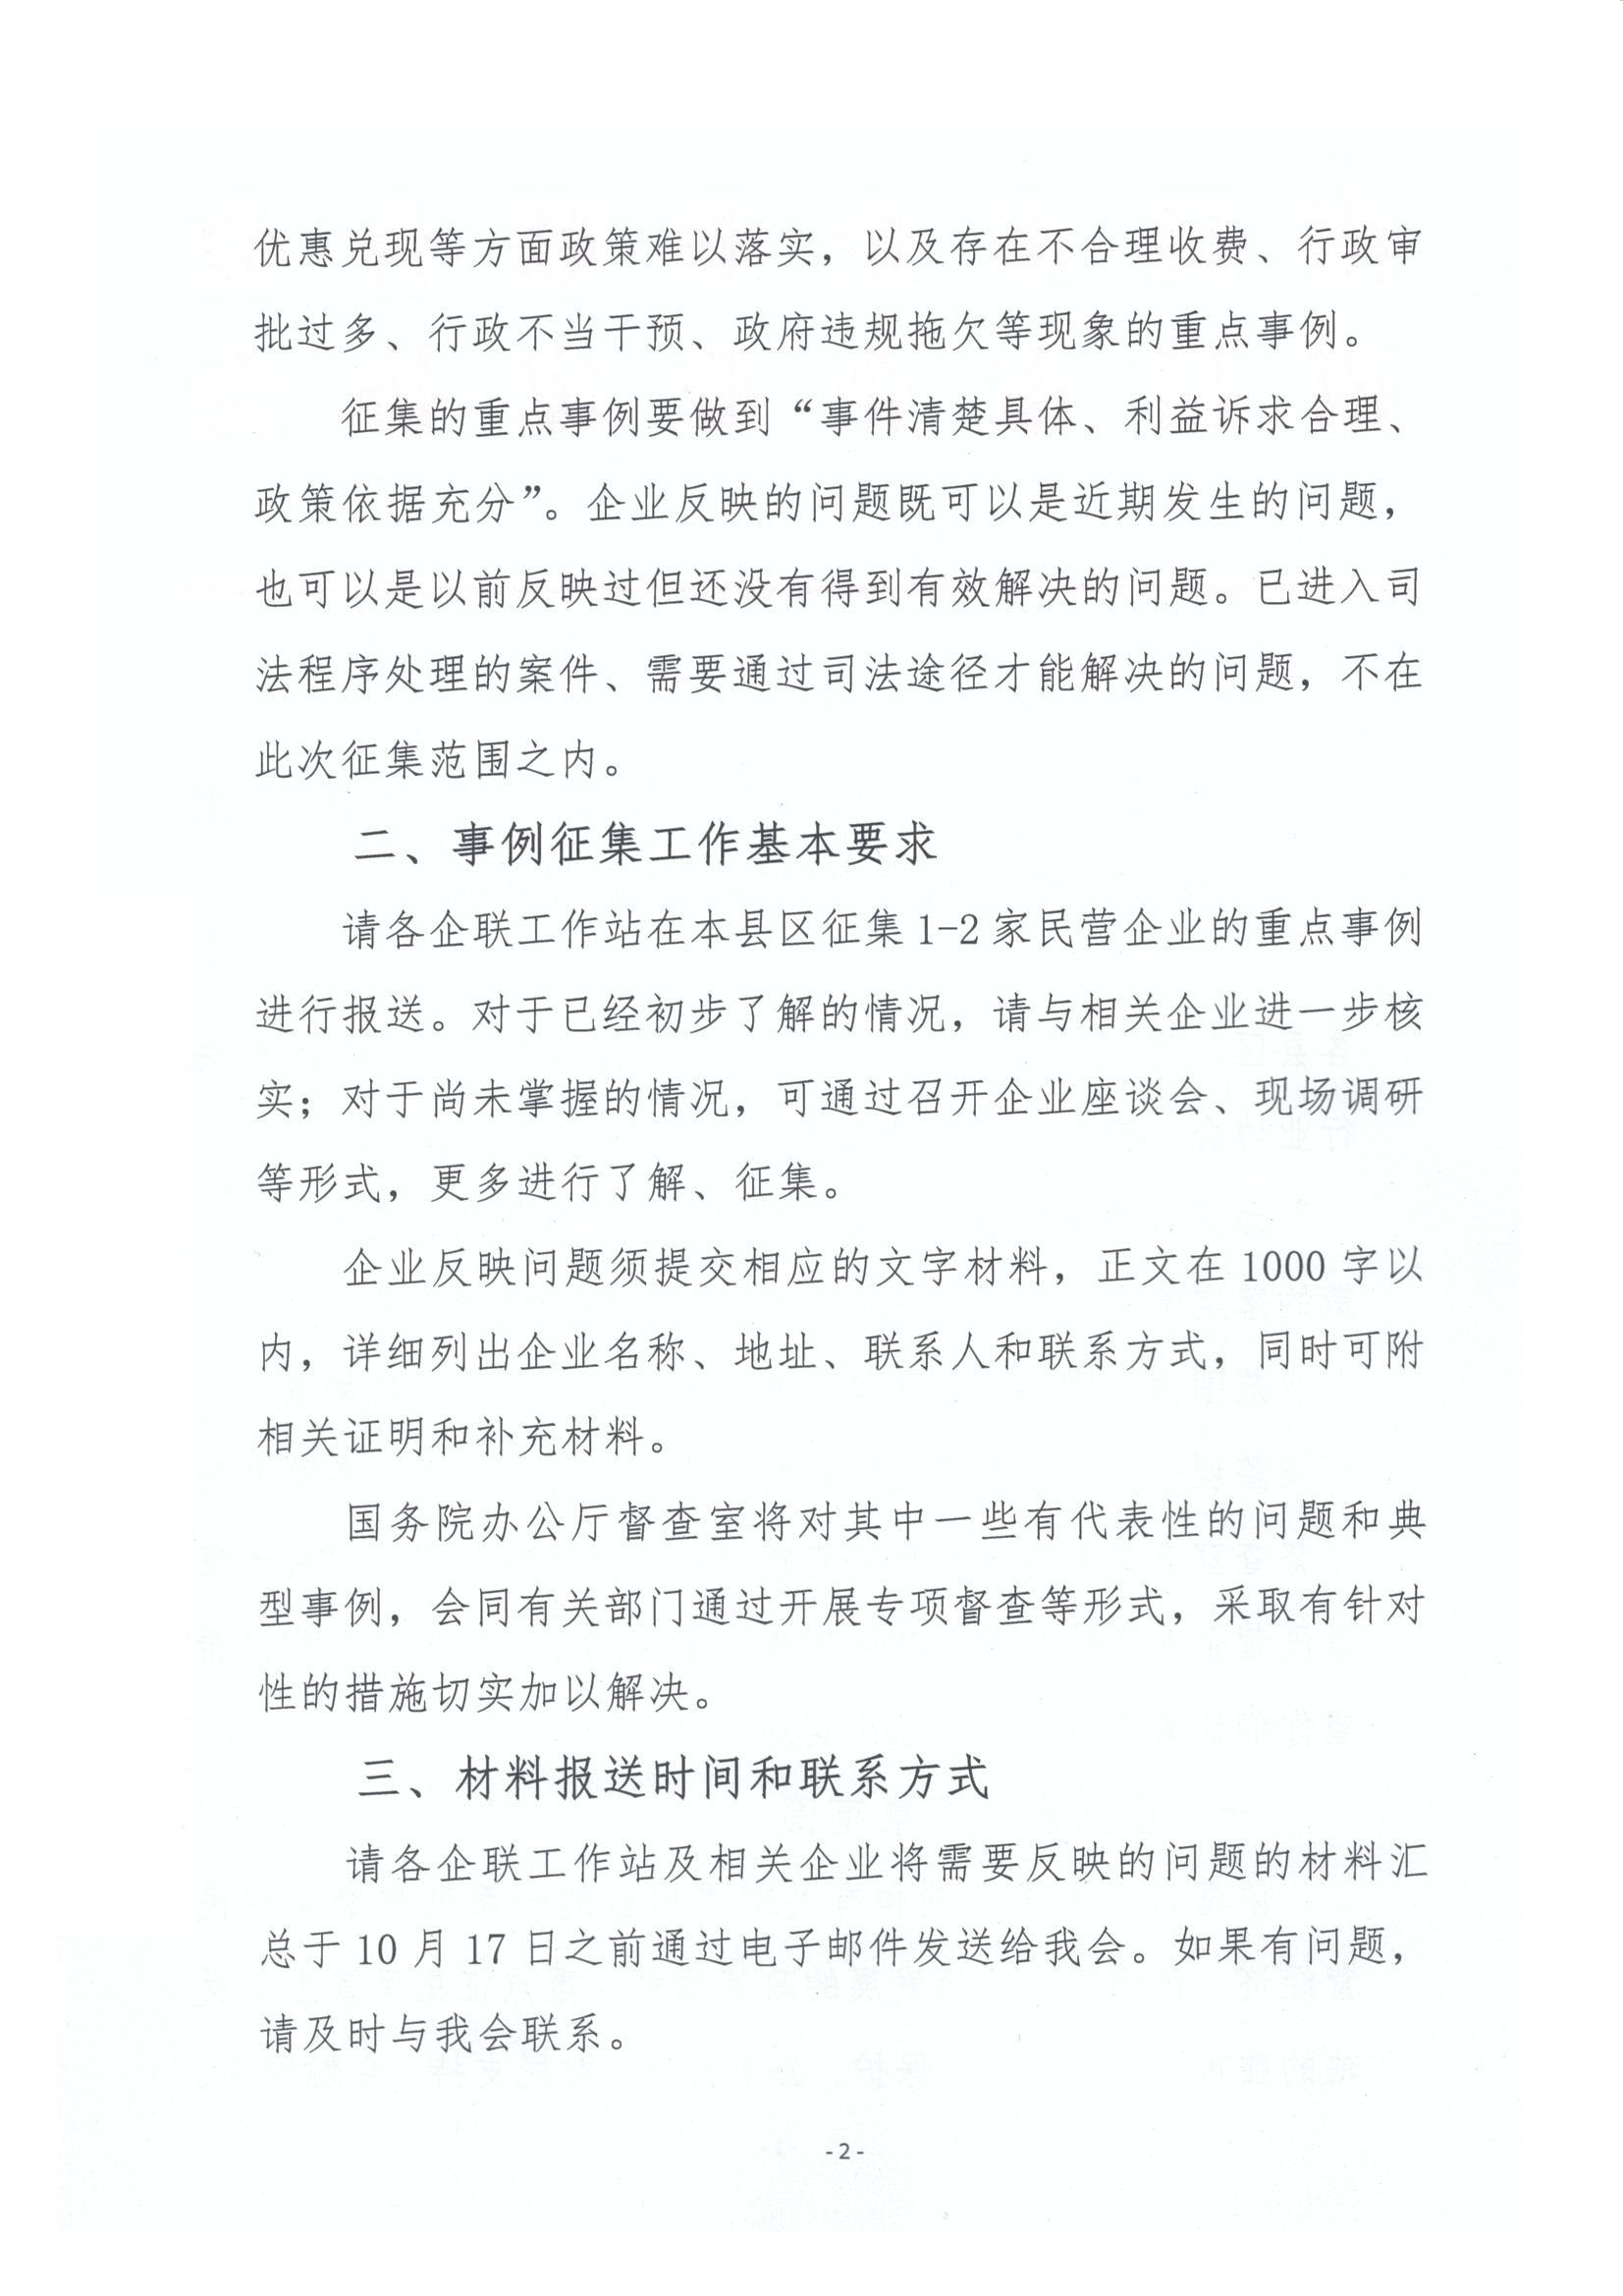 优惠兑现等方面政策难以落实，以及存在不合理收费、行政审
批过多、行政不当干预、政府违规拖欠等现象的重点事例。
征集的重点事例要做到“事件清楚具体、利益诉求合理、
政策依据充分”。企业反映的问题既可以是近期发生的问题，
也可以是以前反映过但还没有得到有效解决的问题。已进入司
法程序处理的案件、需要通过司法途径才能解决的问题，不在
此次征集范围之内。
二、事例征集工作基本要求
请各企联工作站在本县区征集1-2家民营企业的重点事例
进行报送。对于已经初步了解的情况，请与相关企业进一步核
实；对于尚未掌握的情况，可通过召开企业座谈会、现场调研
等形式，更多进行了解、征集。
企业反映问题须提交相应的文字材料，正文在1000字以
内，详细列出企业名称、地址、联系人和联系方式，同时可附
相关证明和补充材料。
国务院办公厅督查室将对其中一些有代表性的问题和典
型事例，会同有关部门通过开展专项督查等形式，采取有针对
性的措施切实加以解决。
三、材料报送时间和联系方式
请各企联工作站及相关企业将需要反映的问题的材料汇
总于10月17日之前通过电子邮件发送给我会。如果有问题，
请及时与我会联系。
-2-